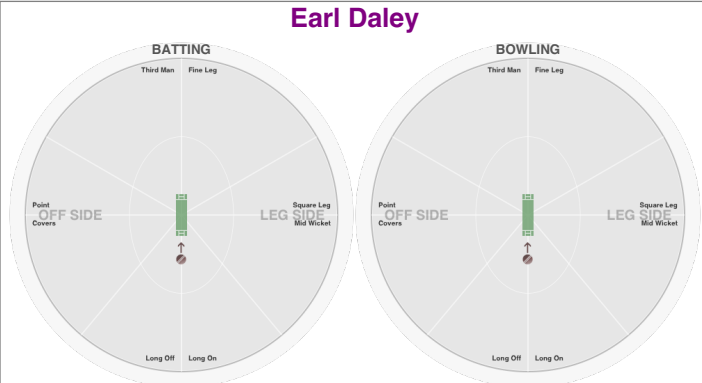 Earl Daley
BATTING
Third Man
Fine Leg
Point
OFF SIDE
Covers
Square Leg
LEG SIDE
Mid Wicket
Long Off
Long On
BOWLING
Third Man
Fine Leg
Point
OFF SIDE
Covers
Square Leg
LEG SIDE
Mid Wicket
Long Off
Long On